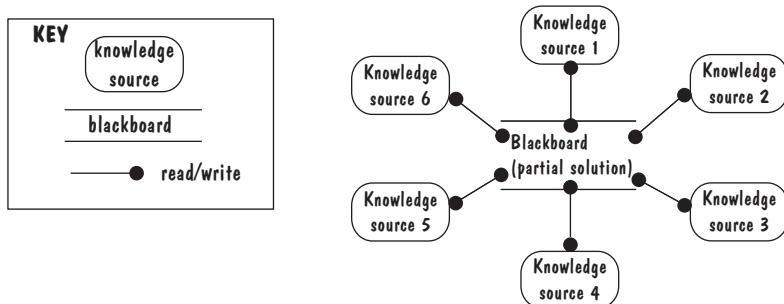 KEY
knowledge
source
blackboard
read/write
Knowledge
source 1
Knowledge
source 2
Knowledge
source 6
Blackboard
(partial solution)
Knowledge
source 5
Knowledge
source 3
Knowledge
source 4